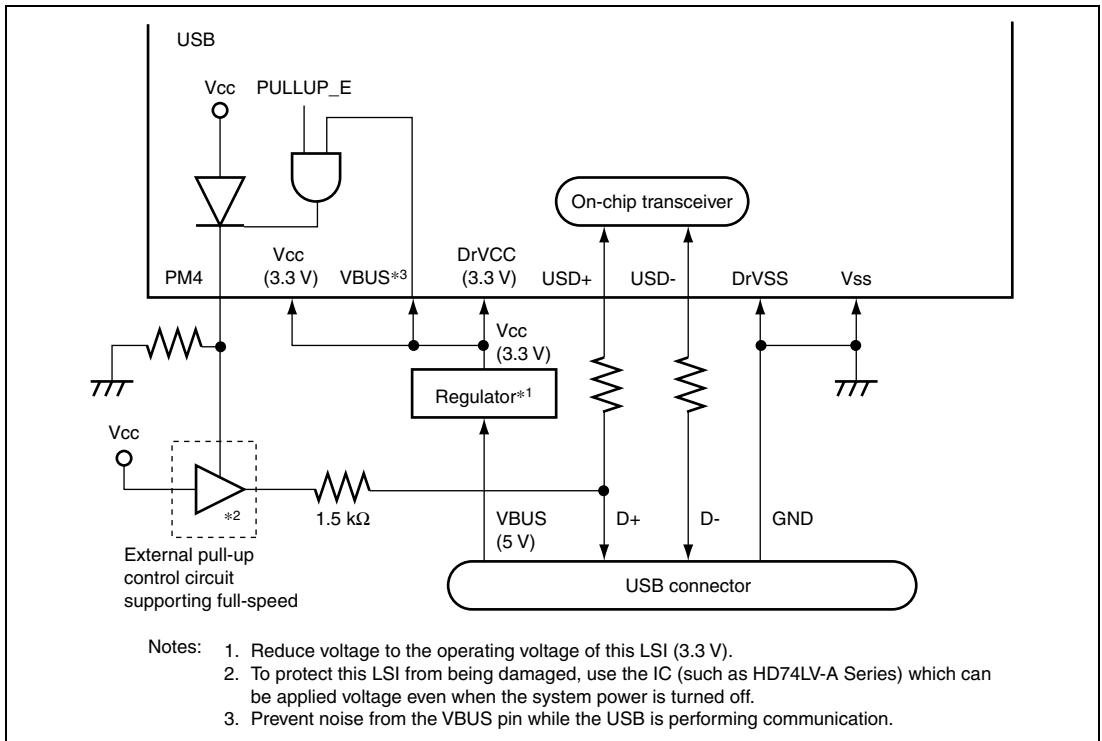 USB
Vcc
PULLUP_E
On-chip transceiver
PM4
Vcc
(3.3 V)
VBUS*3
DrVCC
(3.3 V)
USD+
USD-
DrVSS
Vss
Vcc
(3.3 V)
Regulator*1
Vcc
*2
1.5 kΩ
VBUS
(5 V)
D+
D-
GND
External pull-up
control circuit
supporting full-speed
USB connector
Notes: 1. Reduce voltage to the operating voltage of this LSI (3.3 V).
2. To protect this LSI from being damaged, use the IC (such as HD74LV-A Series) which can
be applied voltage even when the system power is turned off.
3. Prevent noise from the VBUS pin while the USB is performing communication.